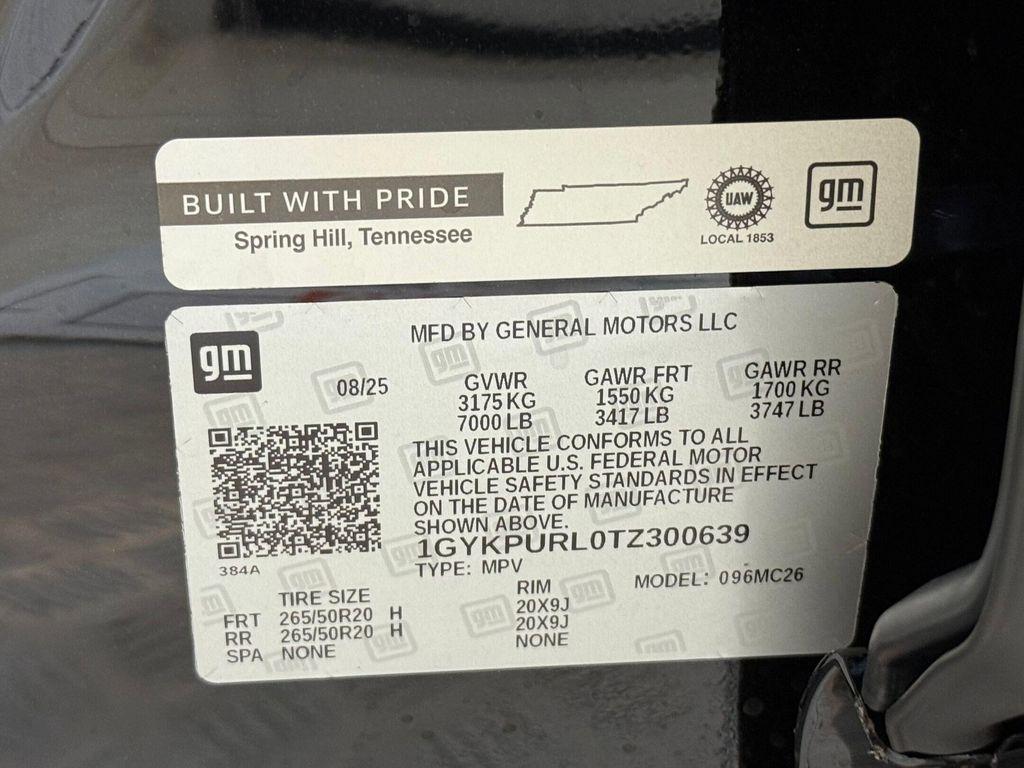 BUILT WITH PRIDE
Spring Hill, Tennessee
UAW
LOCAL 1853
gm
MFD BY GENERAL MOTORS LLC
gm
08/25
GVWR
3175 KG
7000 LB
GAWR FRT
1550 KG
3417 LB
GAWR RR
1700 KG
3747 LB
THIS VEHICLE CONFORMS TO ALL
APPLICABLE U.S. FEDERAL MOTOR
VEHICLE SAFETY STANDARDS IN EFFECT
ON THE DATE OF MANUFACTURE
SHOWN ABOVE.
1GYKPURL0TZ300639
TYPE: MPV
MODEL: 096MC26
384A
TIRE SIZE RIM
FRT 265/50R20 H 20X9J
RR 265/50R20 H 20X9J
SPA NONE NONE